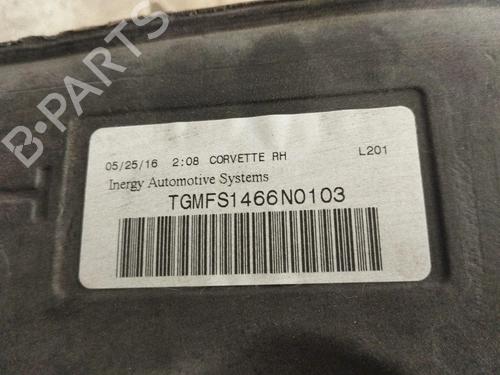 05/25/16 2:08 CORVETTE RH L201
Inergy Automotive Systems
TGMFS1466N0103
B-PARTS